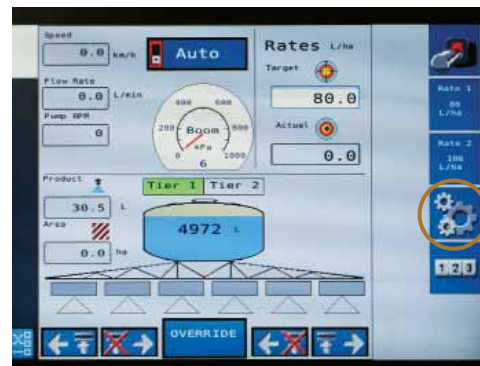 Speed
0.0 km/h
Auto
Rates L/ha
Target
80.0
Flow Rate
0.0 L/min
Pump RPM
0
400 600
200 Boom 800
kPa
0 1000
6
Actual
0.0
Rate 1
80
L/ha
Rate 2
100
L/ha
Product
30.5 L
Tier 1 Tier 2
4972 L
Area
0.0 ha
1 2 3
OVERRIDE